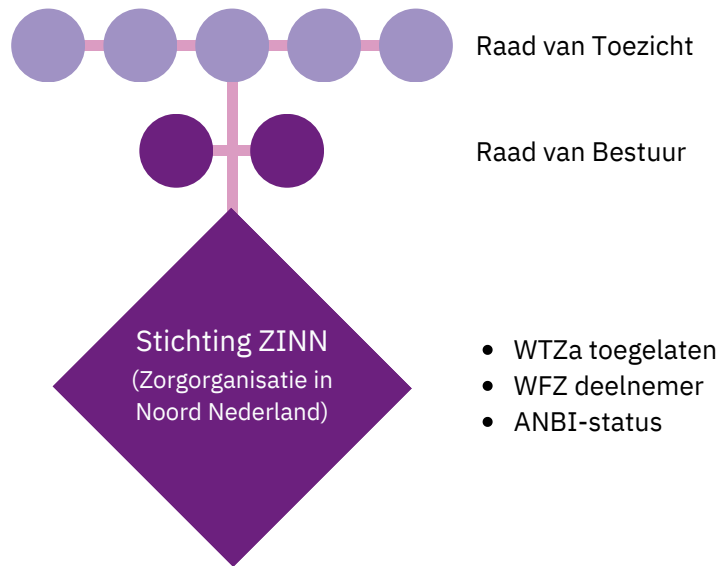 Raad van Toezicht
Raad van Bestuur
Stichting ZINN
(Zorgorganisatie in
Noord Nederland)
• WTZa toegelaten
• WFZ deelnemer
• ANBI-status